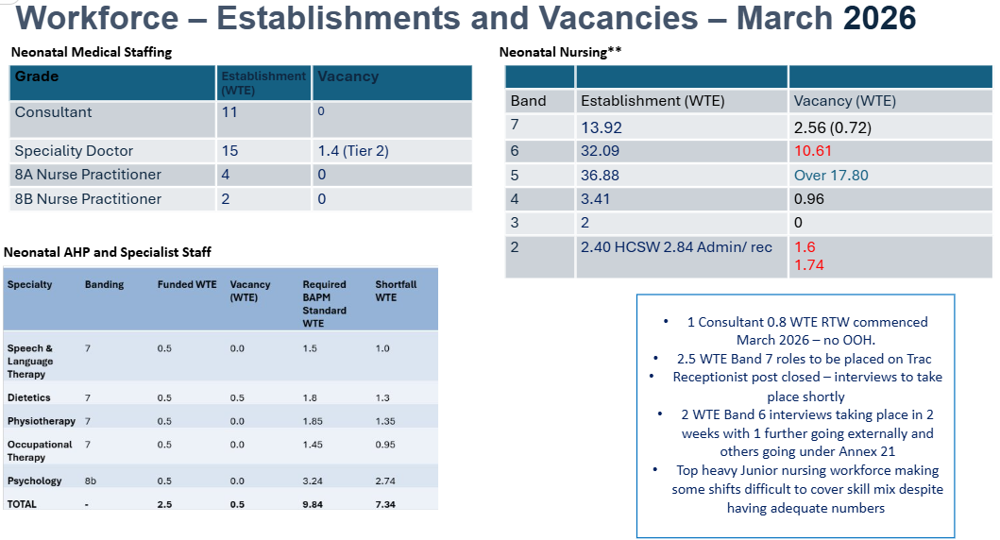 Workforce – Establishments and Vacancies – March 2026
Neonatal Medical Staffing
Grade Establishment (WTE) Vacancy
Consultant 11 0
Speciality Doctor 15 1.4 (Tier 2)
8A Nurse Practitioner 4 0
8B Nurse Practitioner 2 0
Neonatal AHP and Specialist Staff
Specialty Banding Funded WTE Vacancy (WTE) Required BAPM Standard WTE Shortfall WTE
Speech & Language Therapy 7 0.5 0.0 1.5 1.0
Dietetics 7 0.5 0.5 1.8 1.3
Physiotherapy 7 0.5 0.0 1.85 1.35
Occupational Therapy 7 0.5 0.0 1.45 0.95
Psychology 8b 0.5 0.0 3.24 2.74
TOTAL - 2.5 0.5 9.84 7.34
Neonatal Nursing**
Band Establishment (WTE) Vacancy (WTE)
7 13.92 2.56 (0.72)
6 32.09 10.61
5 36.88 Over 17.80
4 3.41 0.96
3 2 0
2 2.40 HCSW 2.84 Admin/ rec 1.6
1.74
• 1 Consultant 0.8 WTE RTW commenced
March 2026 – no OOH.
• 2.5 WTE Band 7 roles to be placed on Trac
• Receptionist post closed – interviews to take
place shortly
• 2 WTE Band 6 interviews taking place in 2
weeks with 1 further going externally and
others going under Annex 21
• Top heavy Junior nursing workforce making
some shifts difficult to cover skill mix despite
having adequate numbers